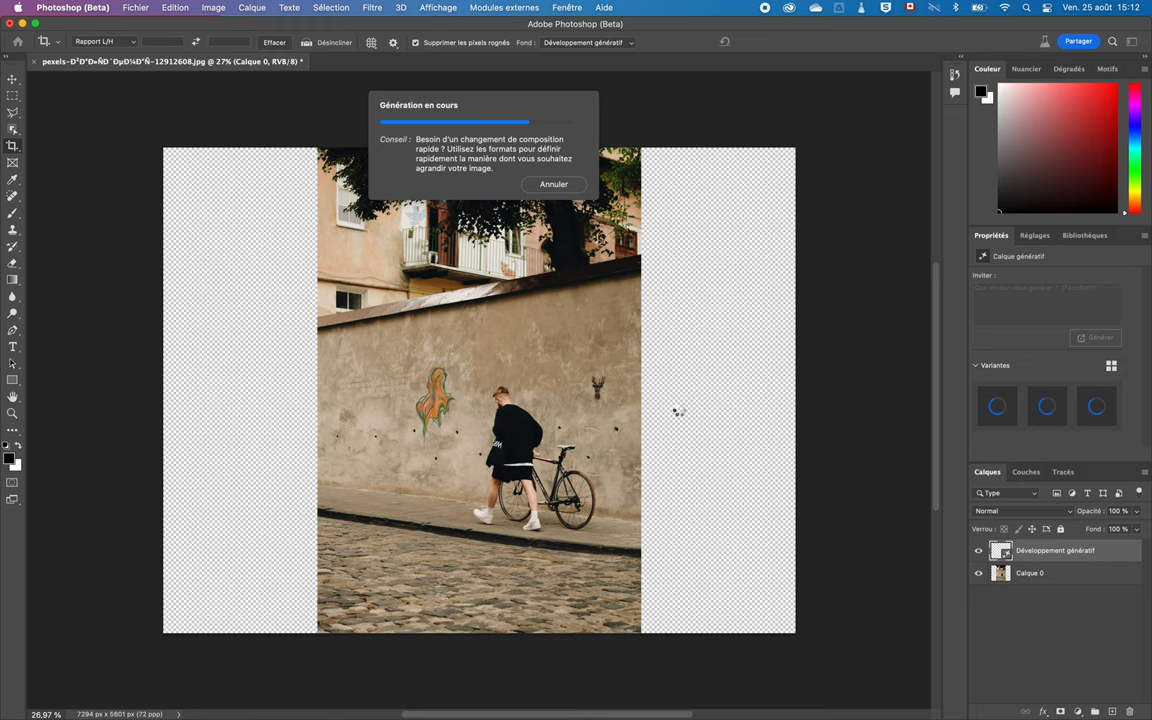 Photoshop (Beta) Fichier Edition Image Calque Texte Sélection Filtre 3D Affichage Modules externes Fenêtre Aide Ven. 25 août 15:12
Adobe Photoshop (Beta)
Rapport L/H Effacer Désincliner Supprimer les pixels rognés Fond : Développement génératif Partager
pexels-Ð²Ð°Ð»ÑÐ´ÐµÐ¼Ð°Ñ-12912608.jpg @ 27% (Calque 0, RVB/8) *
Couleur Nuancier Dégradés Motifs
Génération en cours
Conseil : Besoin d'un changement de composition
rapide ? Utilisez les formats pour définir
rapidement la manière dont vous souhaitez
agrandir votre image.
Annuler
Propriétés Réglages Bibliothèques
Calque génératif
Inviter :
Que voulez-vous générer ? (Facultatif)
Générer
Variantes
Calques Couches Tracés
Type
Normal Opacité : 100 %
Verrou : Fond : 100 %
Développement génératif
Calque 0
26,97 % 7294 px x 5601 px (72 ppp)